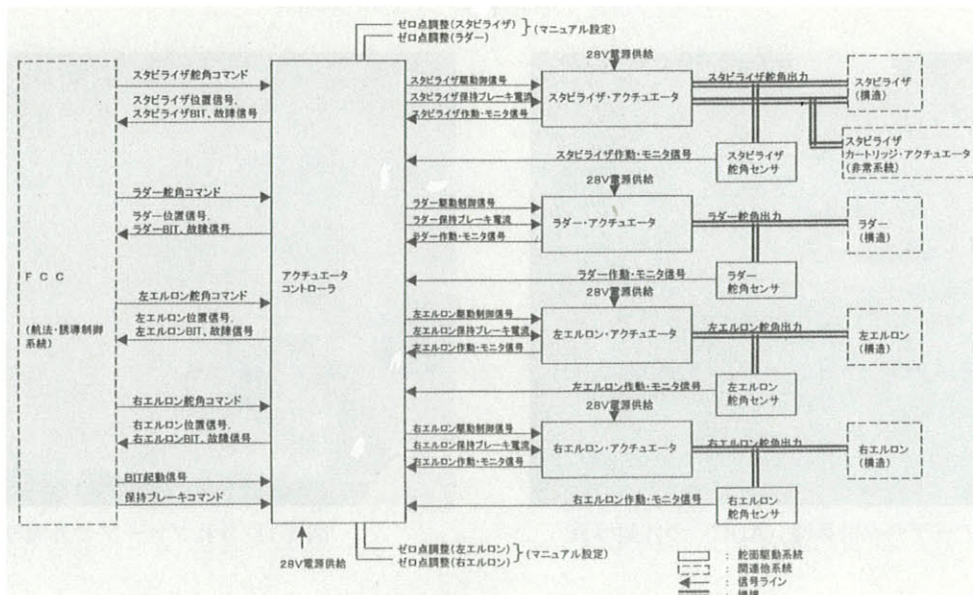 ゼロ点調整(スタビライザ)
ゼロ点調整(ラダー)
(マニュアル設定)
スタビライザ舵角コマンド
スタビライザ位置信号、
スタビライザBIT、故障信号
ラダー舵角コマンド
ラダー位置信号、
ラダーBIT、故障信号
FCC
(航法・誘導制御
系統)
左エルロン舵角コマンド
左エルロン位置信号、
左エルロンBIT、故障信号
右エルロン舵角コマンド
右エルロン位置信号、
右エルロンBIT、故障信号
BIT起動信号
保持ブレーキコマンド
アクチュエータ
コントローラ
28V電源供給
ゼロ点調整(左エルロン)
ゼロ点調整(右エルロン)
(マニュアル設定)
28V電源供給
スタビライザ駆動御信号
スタビライザ保持ブレーキ電流
スタビライザ作動・モニタ信号
スタビライザ・アクチュエータ
スタビライザ舵角出力
スタビライザ
(構造)
スタビライザ作動・モニタ信号
スタビライザ
舵角センサ
スタビライザ
カートリッジ・アクチュエータ
(非常系統)
28V電源供給
ラダー駆動制御信号
ラダー保持ブレーキ電流
ラダー作動・モニタ信号
ラダー・アクチュエータ
ラダー舵角出力
ラダー
(構造)
ラダー作動・モニタ信号
ラダー
舵角センサ
28V電源供給
左エルロン駆動制御信号
左エルロン保持ブレーキ電流
左エルロン作動・モニタ信号
左エルロン・アクチュエータ
左エルロン舵角出力
左エルロン
(構造)
左エルロン作動・モニタ信号
左エルロン
舵角センサ
28V電源供給
右エルロン駆動制御信号
右エルロン保持ブレーキ電流
右エルロン作動・モニタ信号
右エルロン・アクチュエータ
右エルロン舵角出力
右エルロン
(構造)
右エルロン作動・モニタ信号
右エルロン
舵角センサ
：舵面駆動系統
：関連他系統
：信号ライン